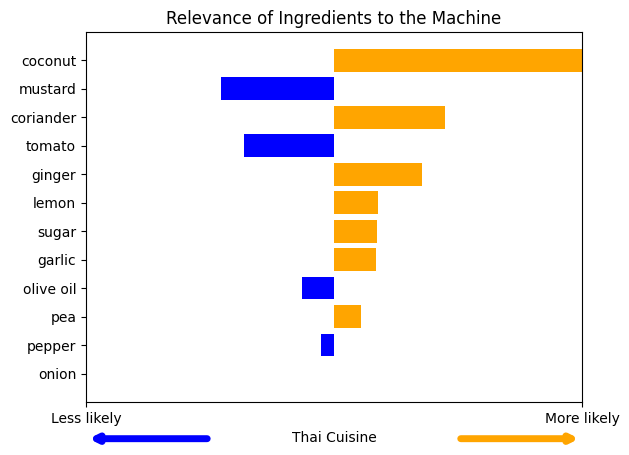 Relevance of Ingredients to the Machine
coconut
mustard
coriander
tomato
ginger
lemon
sugar
garlic
olive oil
pea
pepper
onion
Less likely More likely
Thai Cuisine